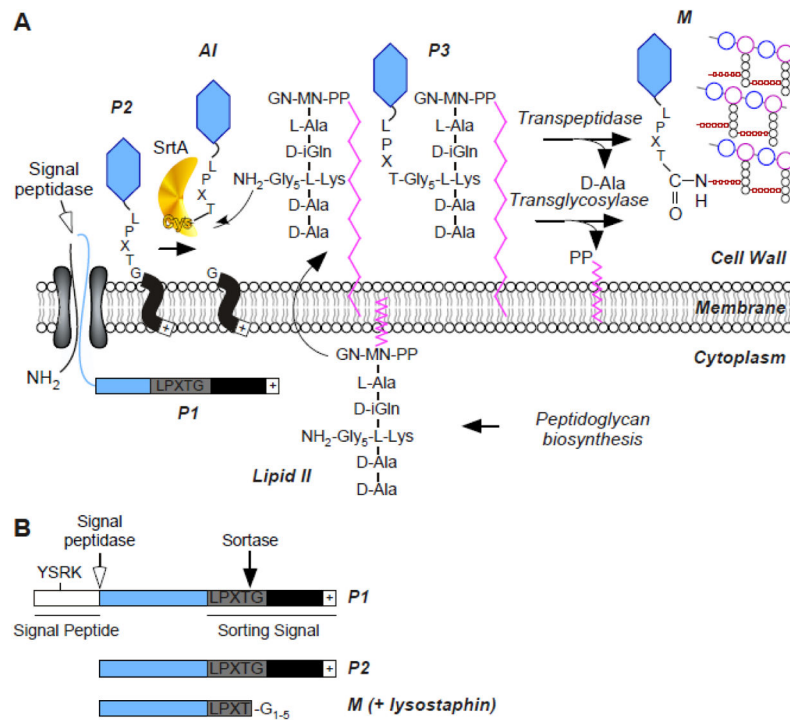 A
P2
AI
P3
M
SrtA
Signal
peptidase
L
P
X
T
G
L
P
X
T
Cys
G
GN-MN-PP
L-Ala
D-iGln
NH2-Gly5-L-Lys
D-Ala
D-Ala
L
P
X
T-Gly5-L-Lys
GN-MN-PP
L-Ala
D-iGln
D-Ala
D-Ala
Transpeptidase
D-Ala
Transglycosylase
PP
L
P
X
T
C
O
N
H
Cell Wall
Membrane
Cytoplasm
+
+
NH2
LPXTG
+
P1
GN-MN-PP
L-Ala
D-iGln
NH2-Gly5-L-Lys
D-Ala
D-Ala
Lipid II
Peptidoglycan
biosynthesis
B
Signal
peptidase
Sortase
YSRK
LPXTG
+
P1
Signal Peptide
Sorting Signal
LPXTG
+
P2
LPXT
-G1-5
M (+ lysostaphin)